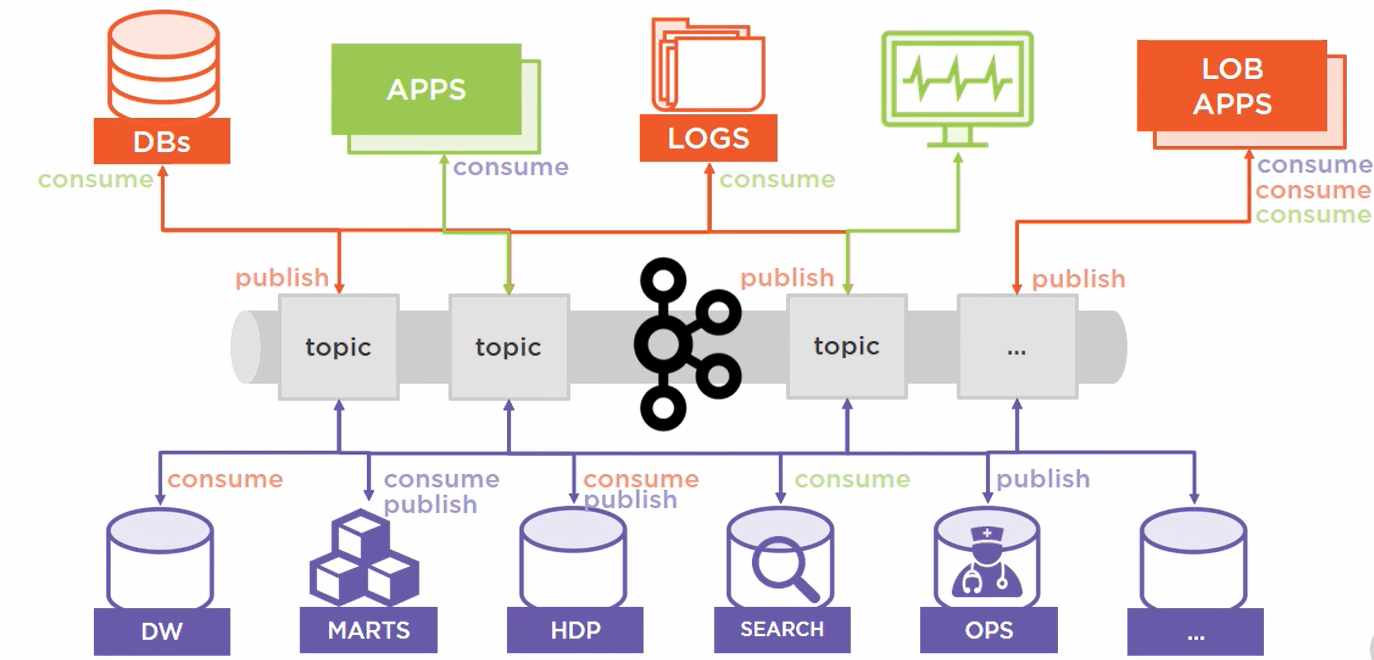 DBs
APPS
LOGS
LOB
APPS
consume
consume
consume
consume
consume
consume
publish
publish
publish
topic
topic
topic
...
consume
consume
publish
consume
publish
consume
publish
DW
MARTS
HDP
SEARCH
OPS
...